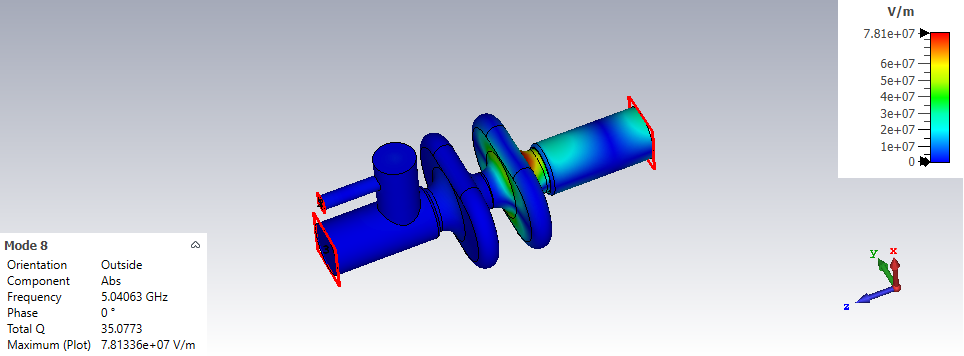 V/m
7.81e+07
6e+07
5e+07
4e+07
3e+07
2e+07
1e+07
0
y
x
z
Mode 8
Orientation Outside
Component Abs
Frequency 5.04063 GHz
Phase 0 °
Total Q 35.0773
Maximum (Plot) 7.81336e+07 V/m